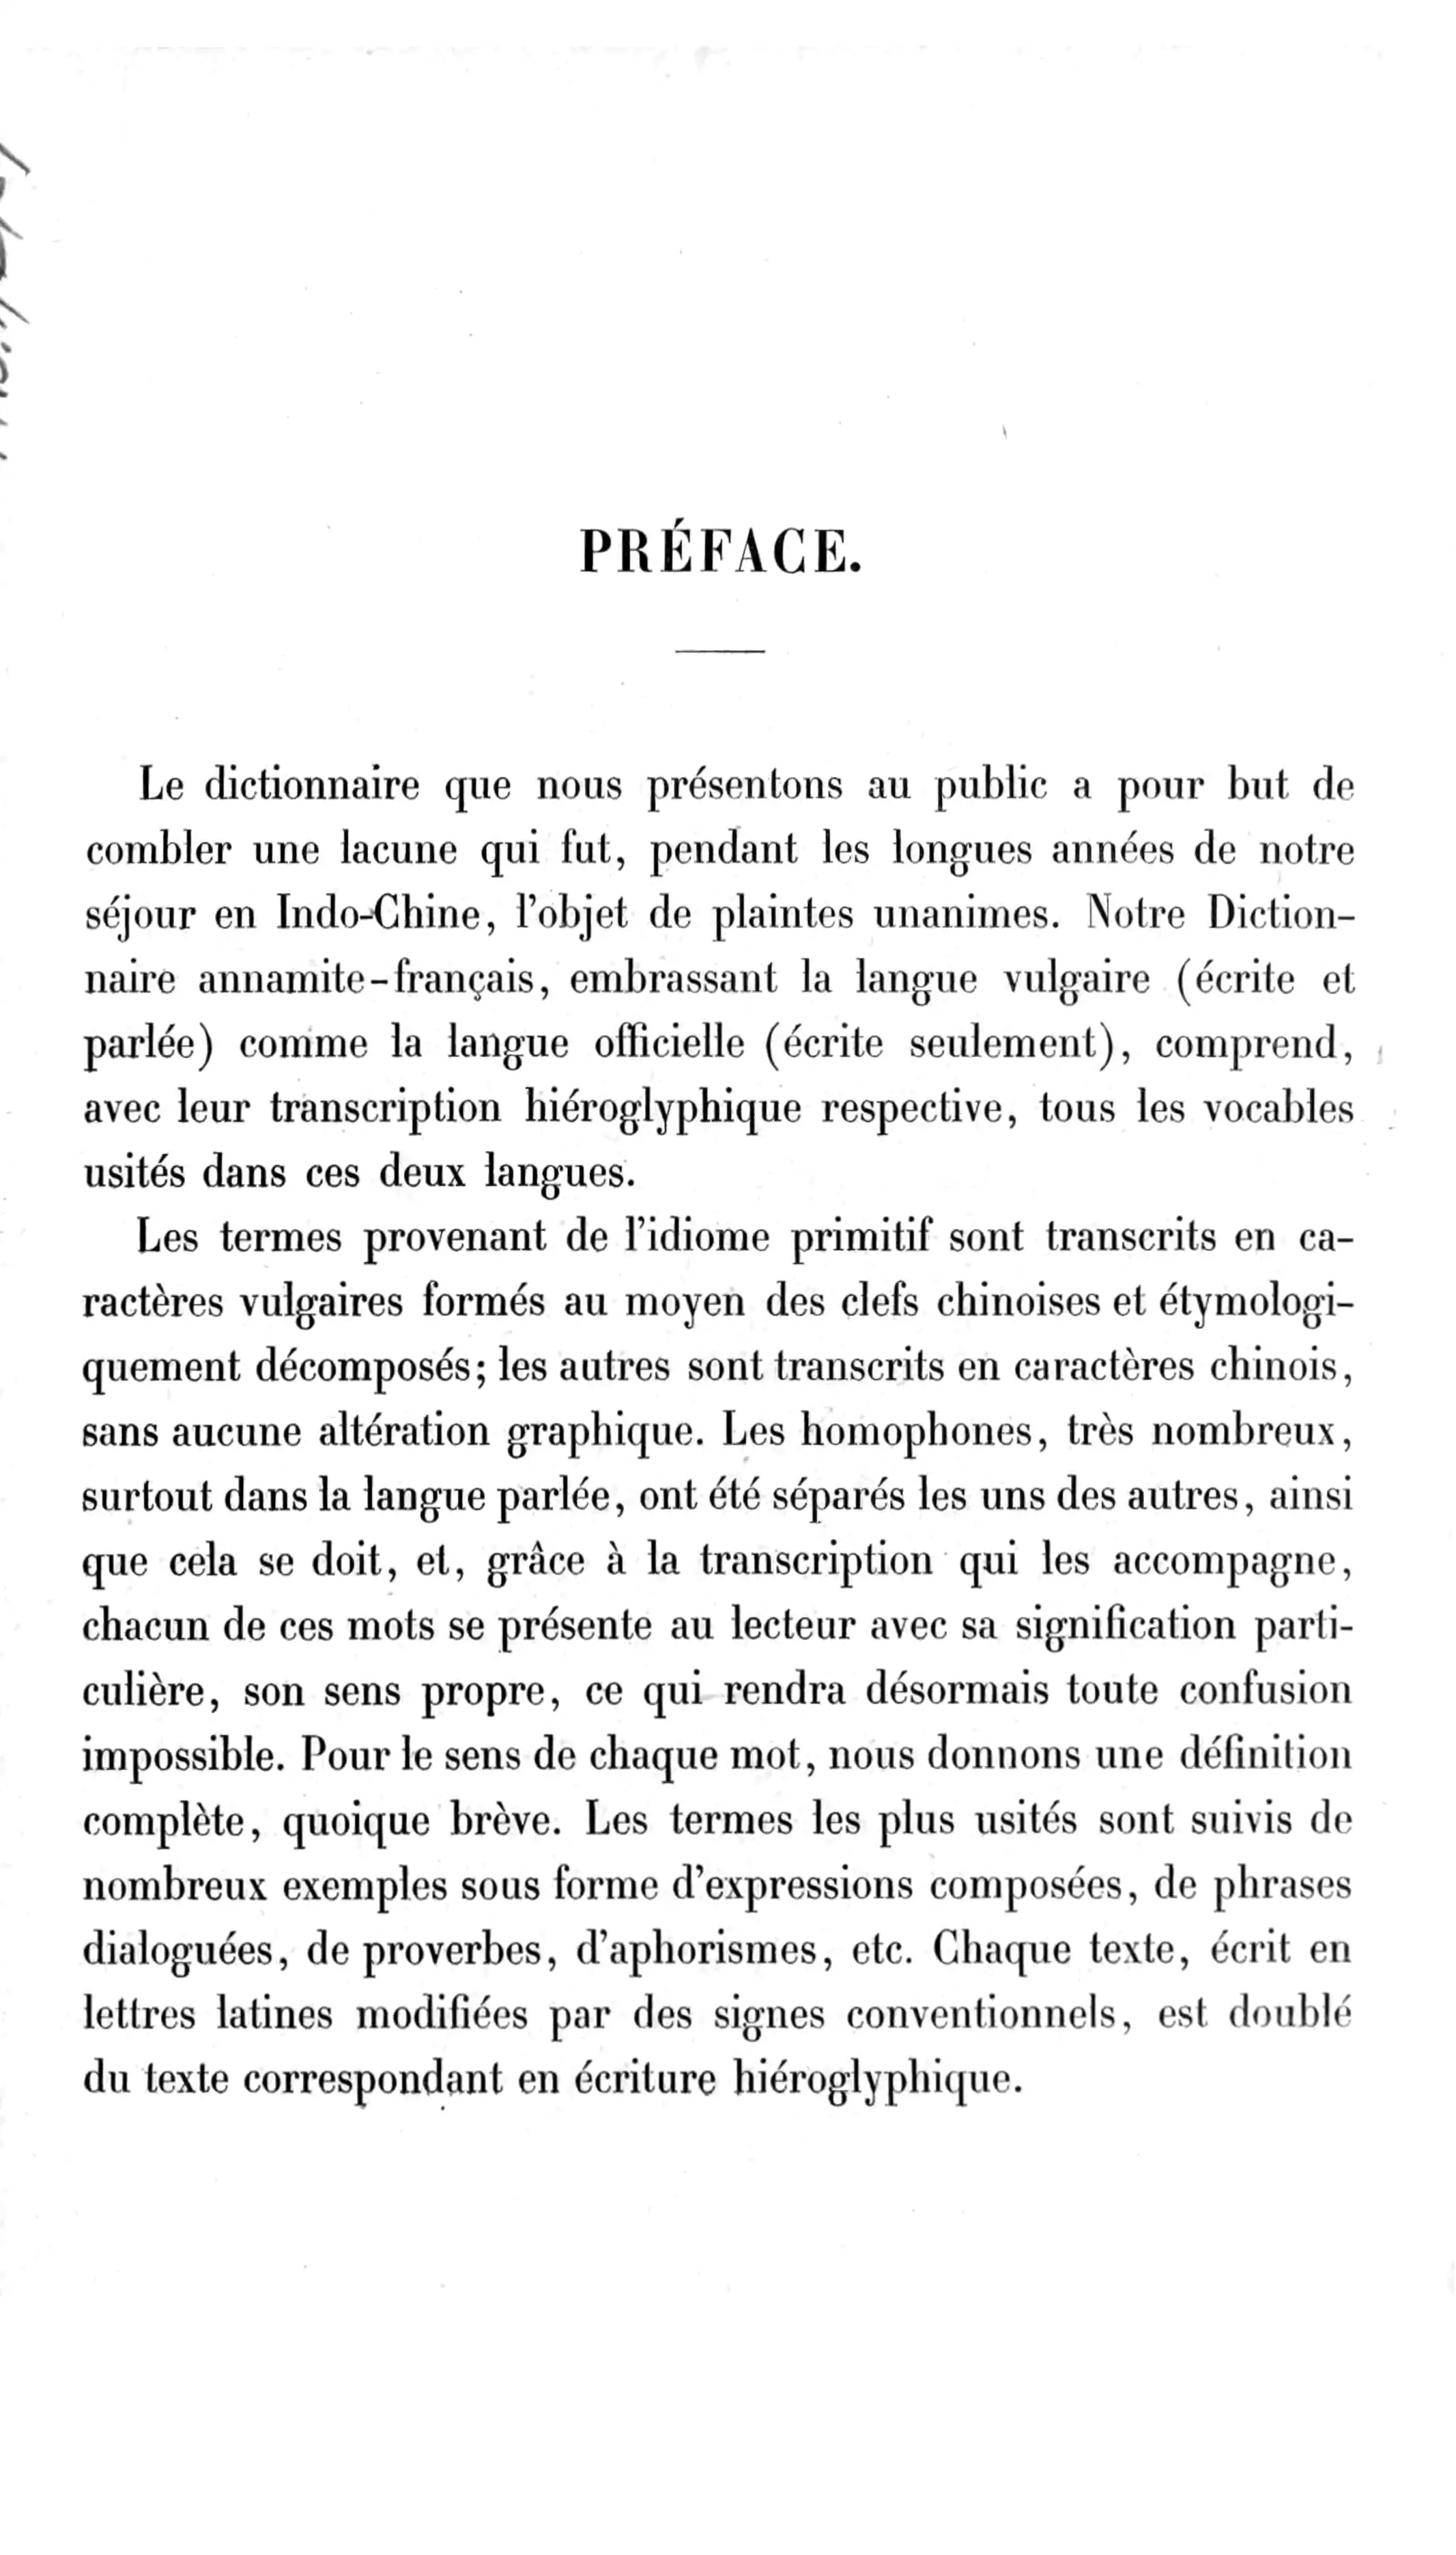 PRÉFACE.
Le dictionnaire que nous présentons au public a pour but de
combler une lacune qui fut, pendant les longues années de notre
séjour en Indo-Chine, l'objet de plaintes unanimes. Notre Diction-
naire annamite-français, embrassant la langue vulgaire (écrite et
parlée) comme la langue officielle (écrite seulement), comprend,
avec leur transcription hiéroglyphique respective, tous les vocables
usités dans ces deux langues.
Les termes provenant de l'idiome primitif sont transcrits en ca-
ractères vulgaires formés au moyen des clefs chinoises et étymologi-
quement décomposés; les autres sont transcrits en caractères chinois,
sans aucune altération graphique. Les homophones, très nombreux,
surtout dans la langue parlée, ont été séparés les uns des autres, ainsi
que cela se doit, et, grâce à la transcription qui les accompagne,
chacun de ces mots se présente au lecteur avec sa signification parti-
culière, son sens propre, ce qui rendra désormais toute confusion
impossible. Pour le sens de chaque mot, nous donnons une définition
complète, quoique brève. Les termes les plus usités sont suivis de
nombreux exemples sous forme d'expressions composées, de phrases
dialoguées, de proverbes, d'aphorismes, etc. Chaque texte, écrit en
lettres latines modifiées par des signes conventionnels, est doublé
du texte correspondant en écriture hiéroglyphique.